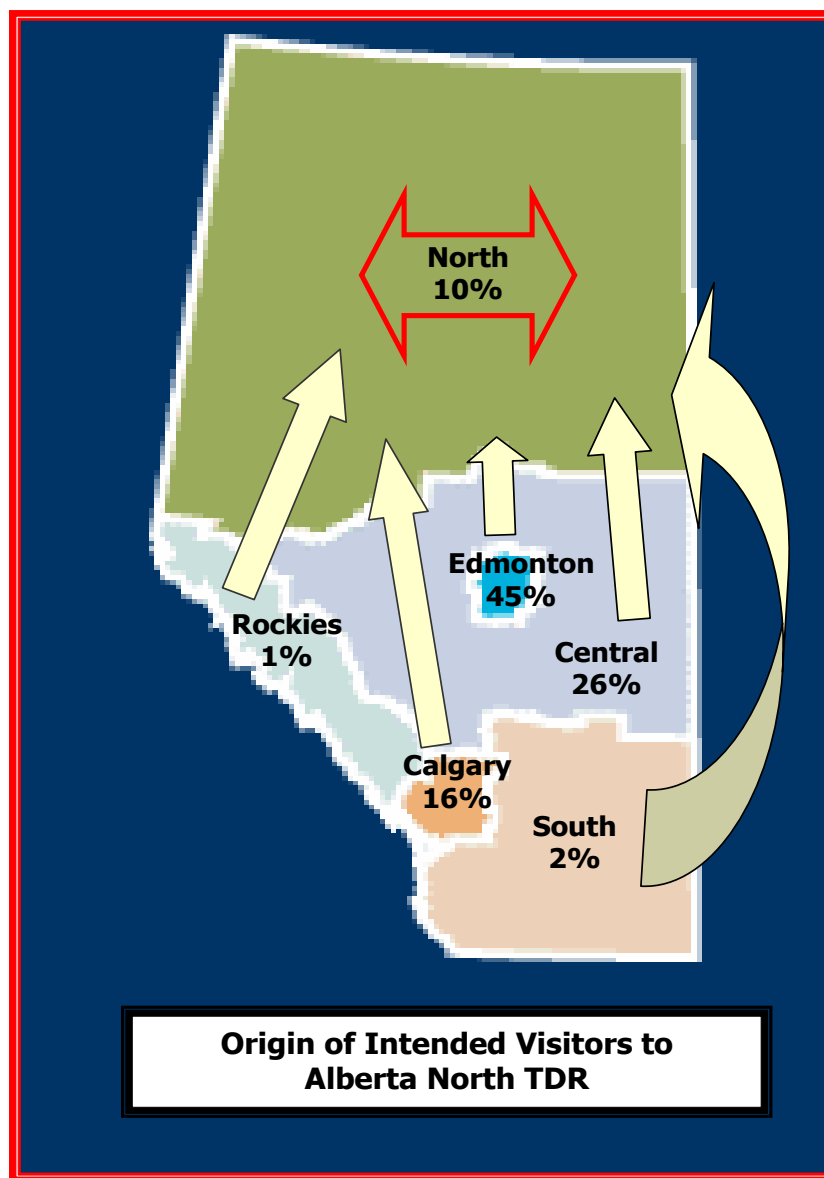 North
10%
Edmonton
45%
Rockies
1%
Central
26%
Calgary
16%
South
2%
Origin of Intended Visitors to
Alberta North TDR